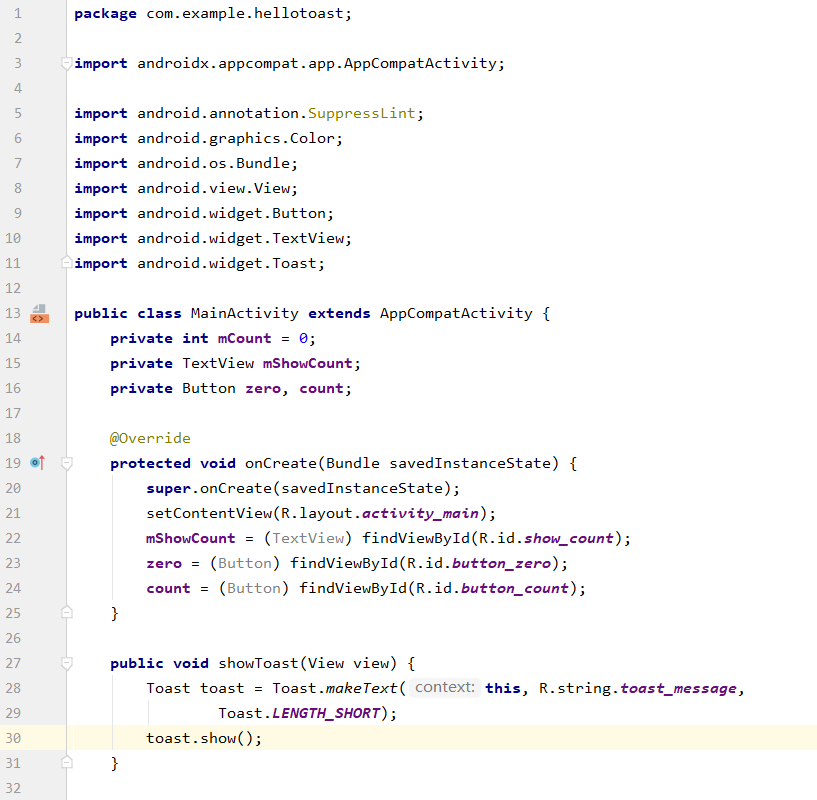 1 package com.example.hellotoast;
2
3 import androidx.appcompat.app.AppCompatActivity;
4
5 import android.annotation.SuppressLint;
6 import android.graphics.Color;
7 import android.os.Bundle;
8 import android.view.View;
9 import android.widget.Button;
10 import android.widget.TextView;
11 import android.widget.Toast;
12
13 public class MainActivity extends AppCompatActivity {
14     private int mCount = 0;
15     private TextView mShowCount;
16     private Button zero, count;
17
18     @Override
19     protected void onCreate(Bundle savedInstanceState) {
20         super.onCreate(savedInstanceState);
21         setContentView(R.layout.activity_main);
22         mShowCount = (TextView) findViewById(R.id.show_count);
23         zero = (Button) findViewById(R.id.button_zero);
24         count = (Button) findViewById(R.id.button_count);
25     }
26
27     public void showToast(View view) {
28         Toast toast = Toast.makeText( context: this, R.string.toast_message,
29                 Toast.LENGTH_SHORT);
30         toast.show();
31     }
32